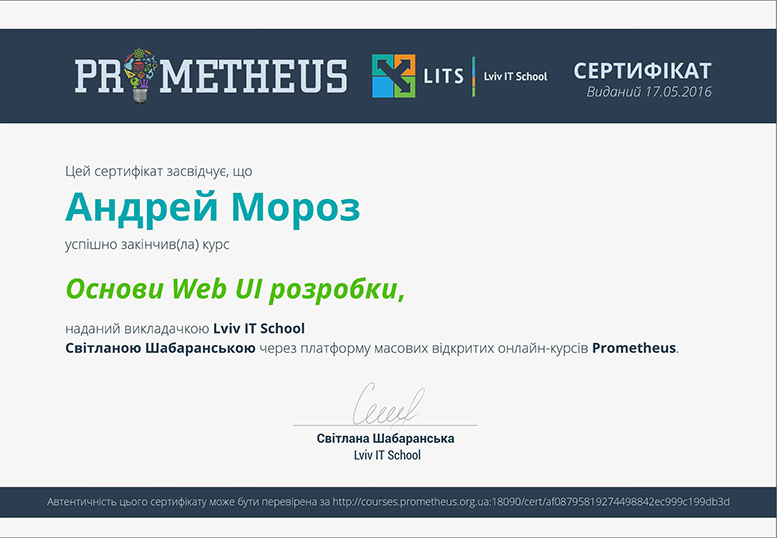 PROMETHEUS
LITS
Lviv IT School
СЕРТИФІКАТ
Виданий 17.05.2016
Цей сертифікат засвідчує, що
Андрей Мороз
успішно закінчив(ла) курс
Основи Web UI розробки,
наданий викладачкою Lviv IT School
Світланою Шабаранською через платформу масових відкритих онлайн-курсів Prometheus.
Світлана Шабаранська
Lviv IT School
Автентичність цього сертифікату може бути перевірена за http://courses.prometheus.org.ua:18090/cert/af08795819274498842ec999c199db3d